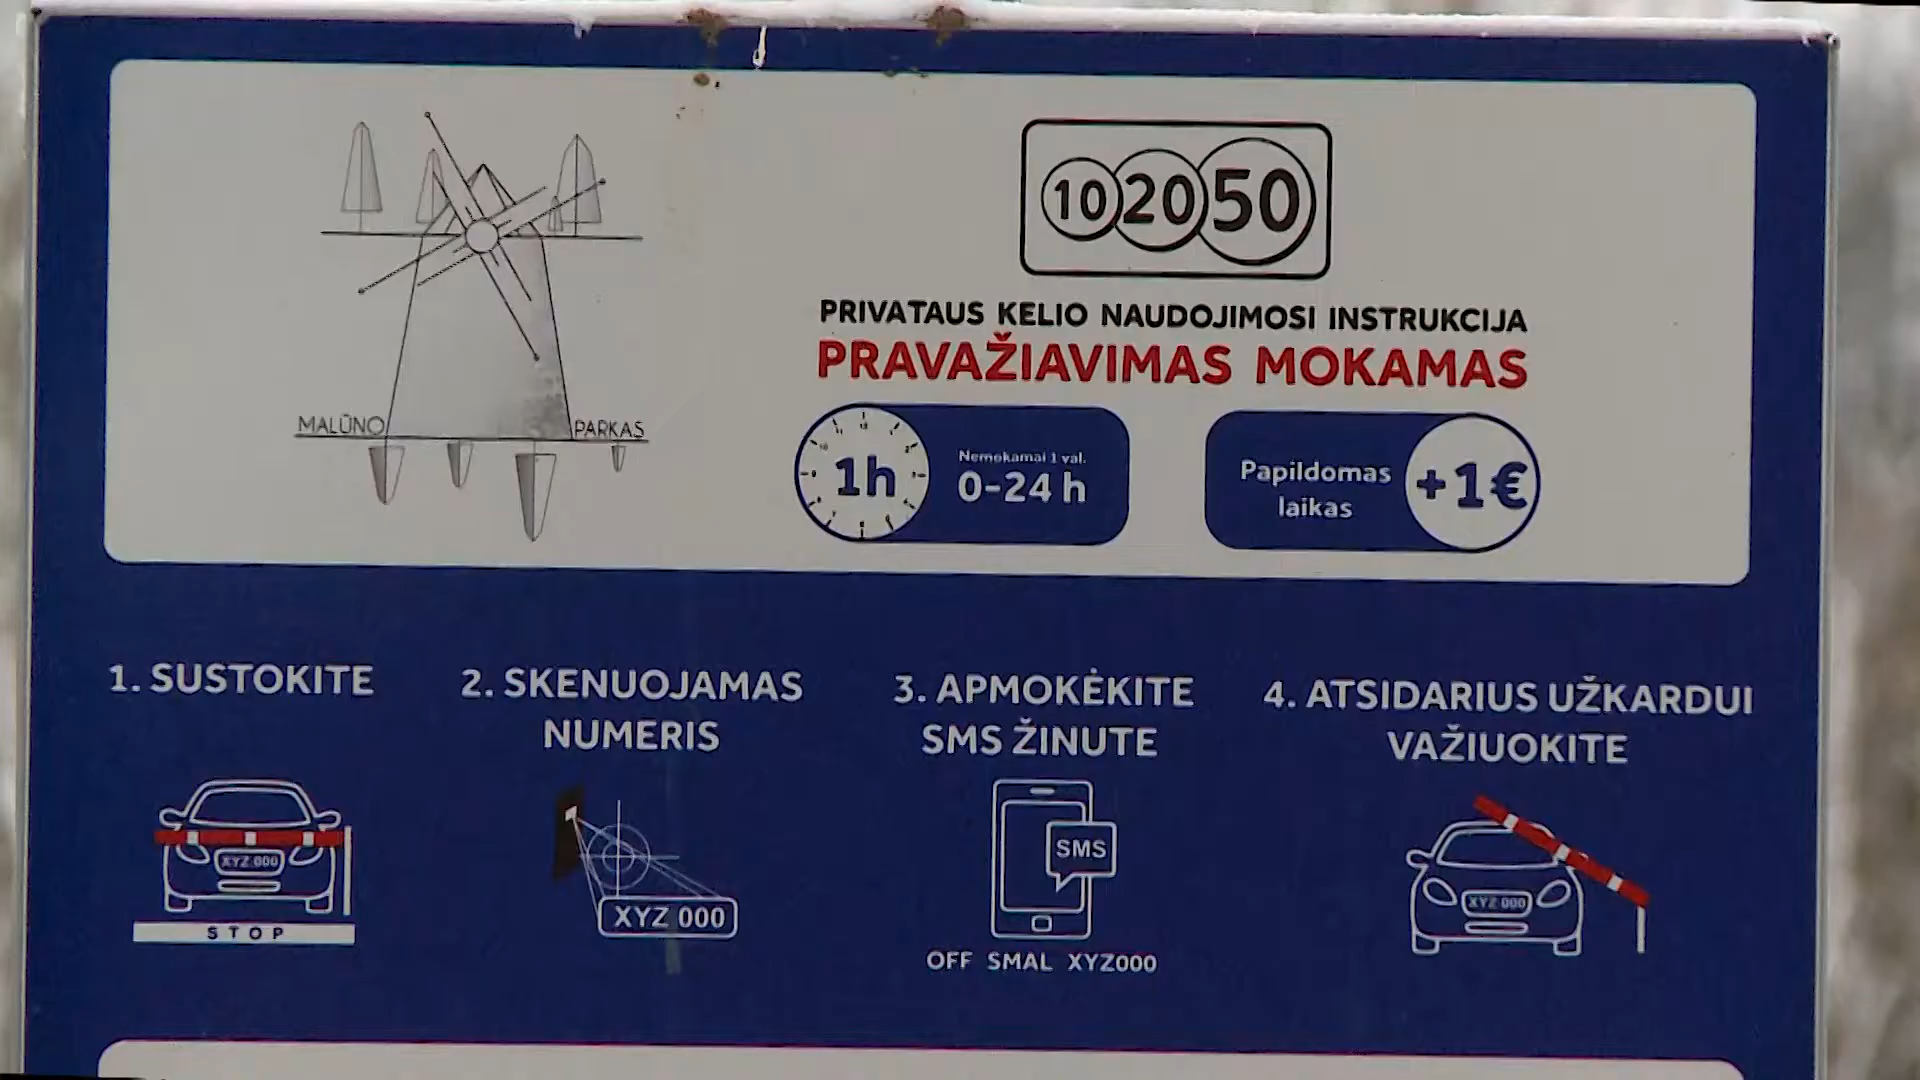 10 20 50
PRIVATAUS KELIO NAUDOJIMOSI INSTRUKCIJA
PRAVAŽIAVIMAS MOKAMAS
MALŪNO PARKAS
1h
Nemokamai 1 val.
0-24 h
Papildomas
laikas
+1€
1. SUSTOKITE
XYZ 000
STOP
2. SKENUOJAMAS
NUMERIS
XYZ 000
3. APMOKĖKITE
SMS ŽINUTE
SMS
OFF SMAL XYZ000
4. ATSIDARIUS UŽKARDUI
VAŽIUOKITE
XYZ 000